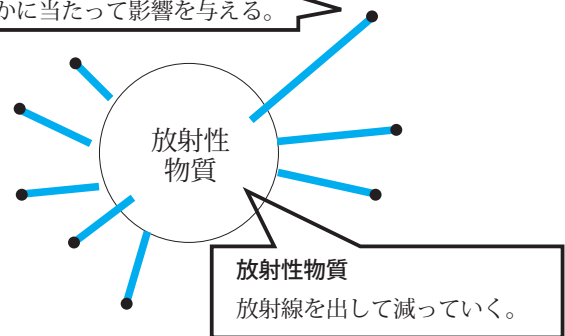 かに当たって影響を与える。
放射性
物質
放射性物質
放射線を出して減っていく。